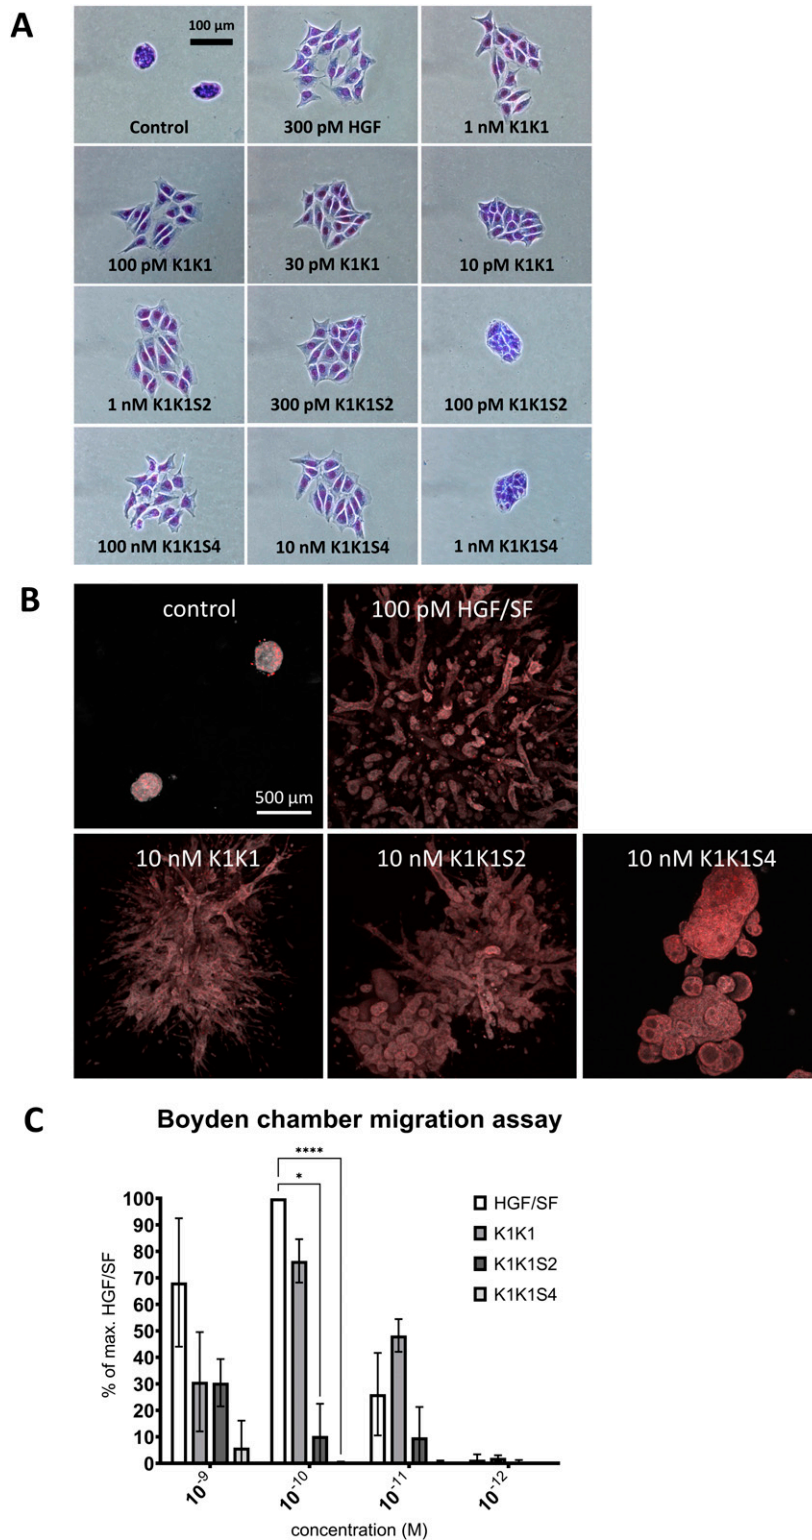 A
100 μm
Control
300 pM HGF
1 nM K1K1
100 pM K1K1
30 pM K1K1
10 pM K1K1
1 nM K1K1S2
300 pM K1K1S2
100 pM K1K1S2
100 nM K1K1S4
10 nM K1K1S4
1 nM K1K1S4
B
control
100 pM HGF/SF
500 μm
10 nM K1K1
10 nM K1K1S2
10 nM K1K1S4
C
Boyden chamber migration assay
****
*
HGF/SF
K1K1
K1K1S2
K1K1S4
% of max. HGF/SF
100
90
80
70
60
50
40
30
20
10
0
10⁻⁹
10⁻¹⁰
10⁻¹¹
10⁻¹²
concentration (M)